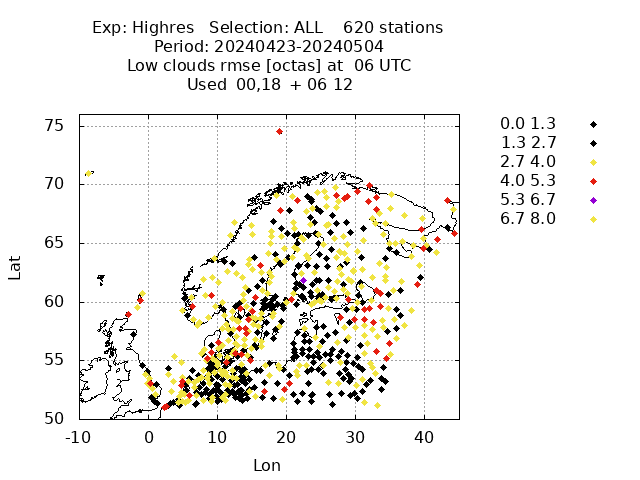 Exp: Highres   Selection: ALL    620 stations
Period: 20240423-20240504
Low clouds rmse [octas] at  06 UTC
Used  00,18  + 06 12
0.0 1.3
1.3 2.7
2.7 4.0
4.0 5.3
5.3 6.7
6.7 8.0
75
70
65
60
55
50
Lat
-10 0 10 20 30 40
Lon